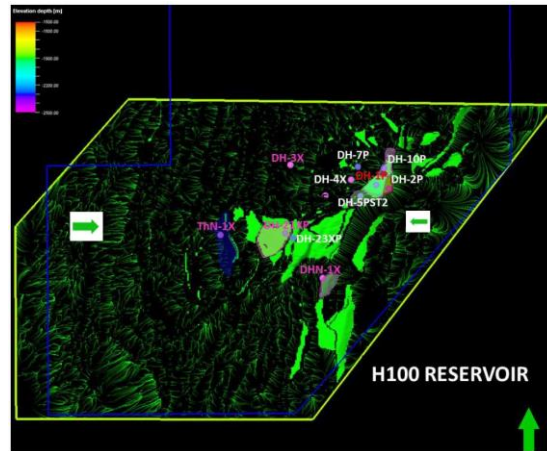 Elevation depth [m]
DH-7P
DH-3X
DH-10P
DH-4X
DH-2P
DH-5PST2
ThN-1X
DH-23XP
DHN-1X
H100 RESERVOIR